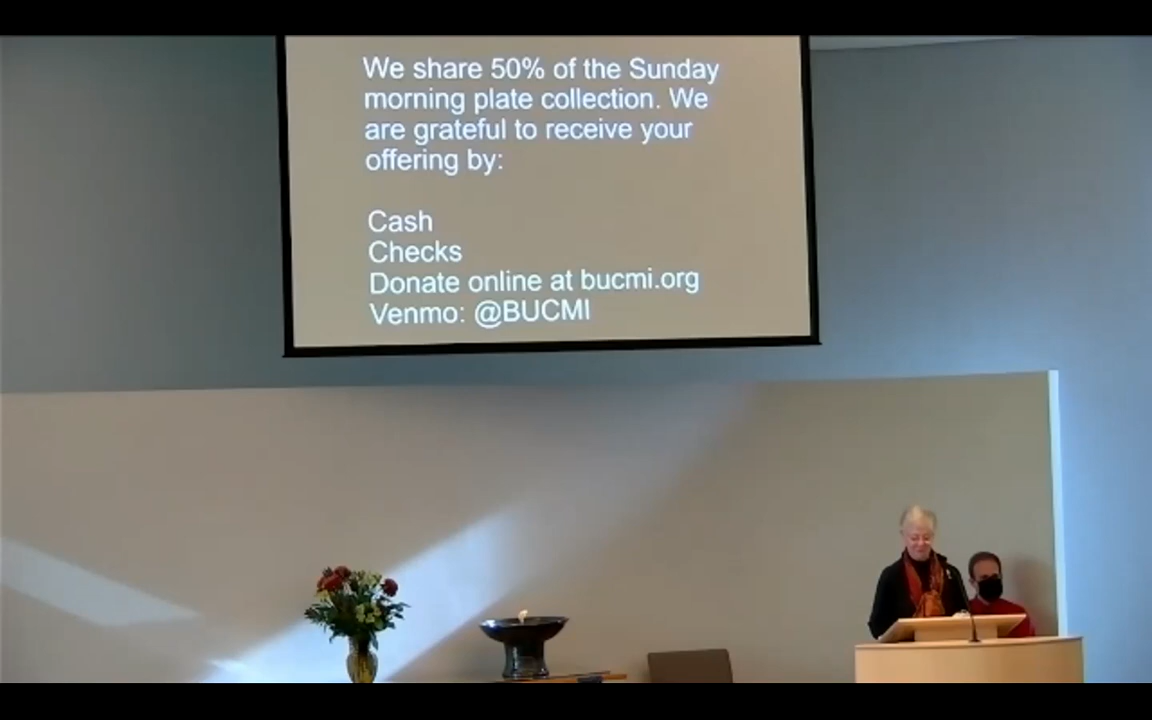 We share 50% of the Sunday
morning plate collection. We
are grateful to receive your
offering by:
Cash
Checks
Donate online at bucmi.org
Venmo: @BUCMI